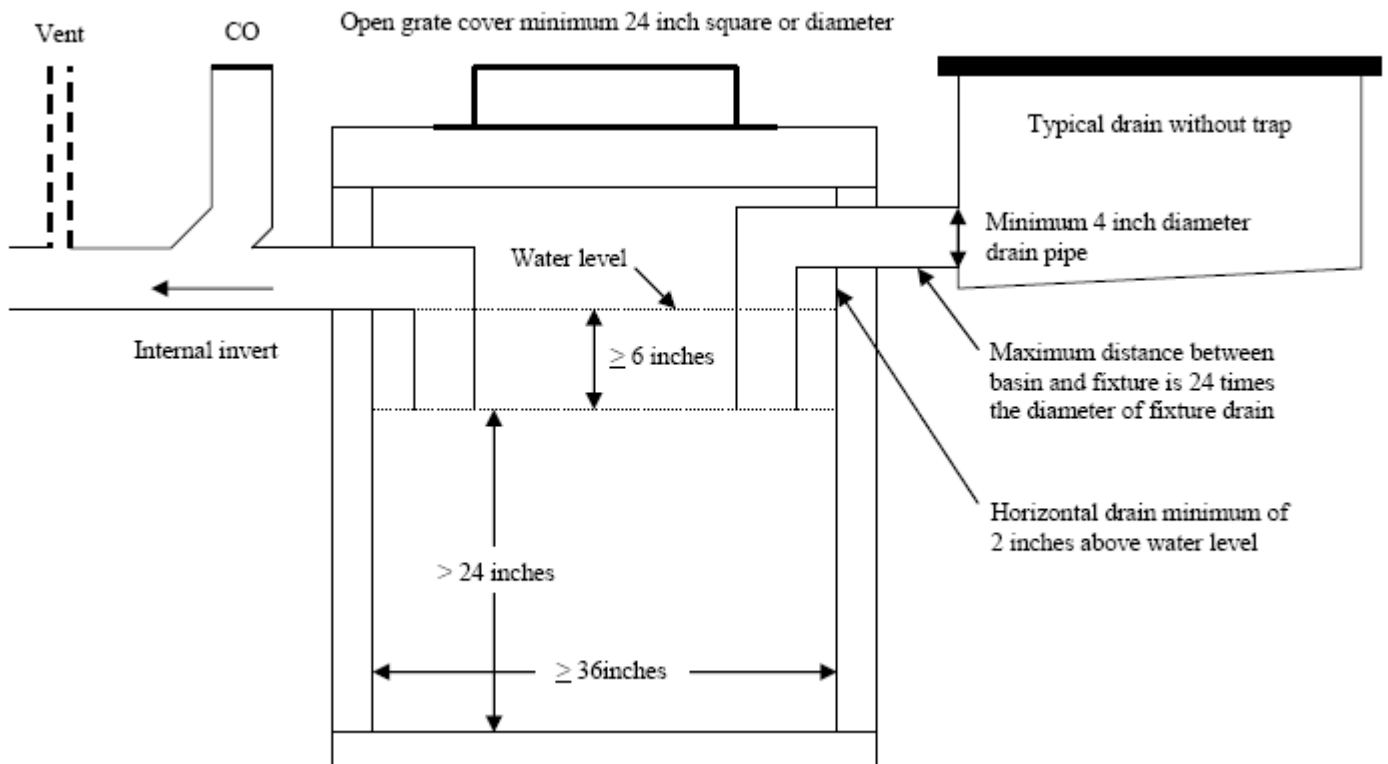 Open grate cover minimum 24 inch square or diameter
Vent
CO
Typical drain without trap
Minimum 4 inch diameter
drain pipe
Water level
Internal invert
≥ 6 inches
Maximum distance between
basin and fixture is 24 times
the diameter of fixture drain
Horizontal drain minimum of
2 inches above water level
> 24 inches
≥ 36inches